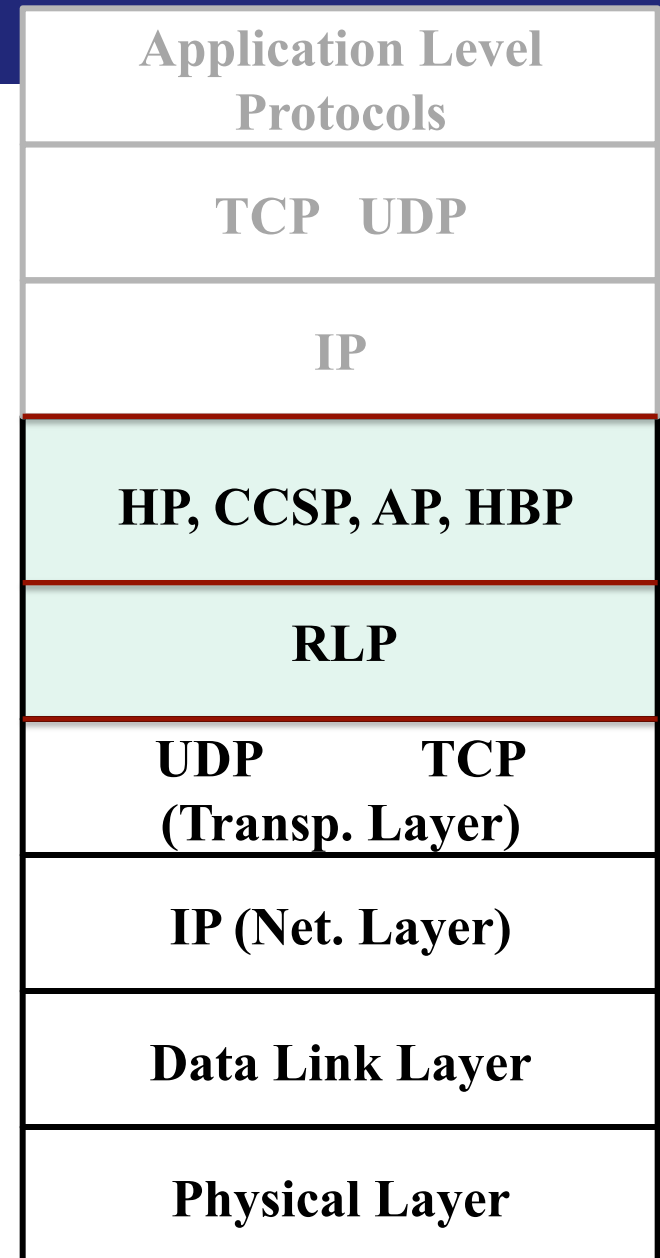 Application Level
Protocols
TCP UDP
IP
HP, CCSP, AP, HBP
RLP
UDP TCP
(Transp. Layer)
IP (Net. Layer)
Data Link Layer
Physical Layer